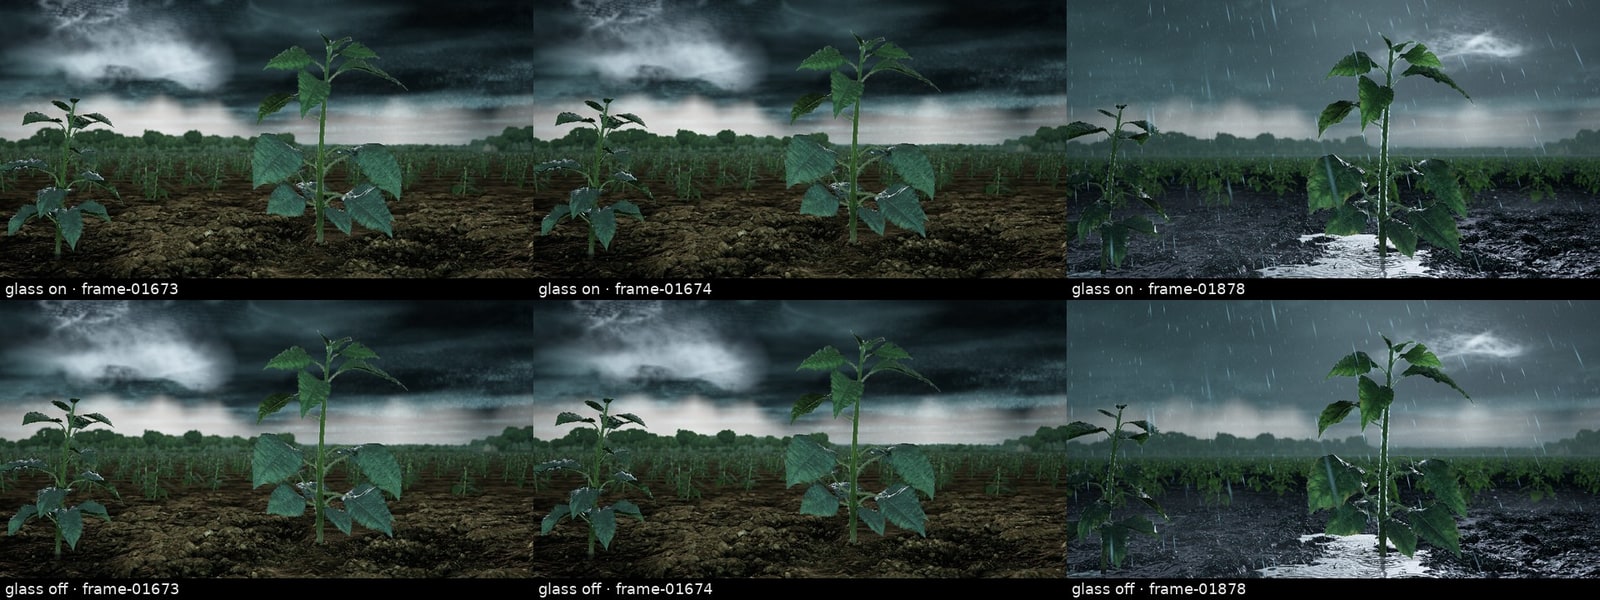 glass on · frame-01673
glass on · frame-01674
glass on · frame-01878
glass off · frame-01673
glass off · frame-01674
glass off · frame-01878